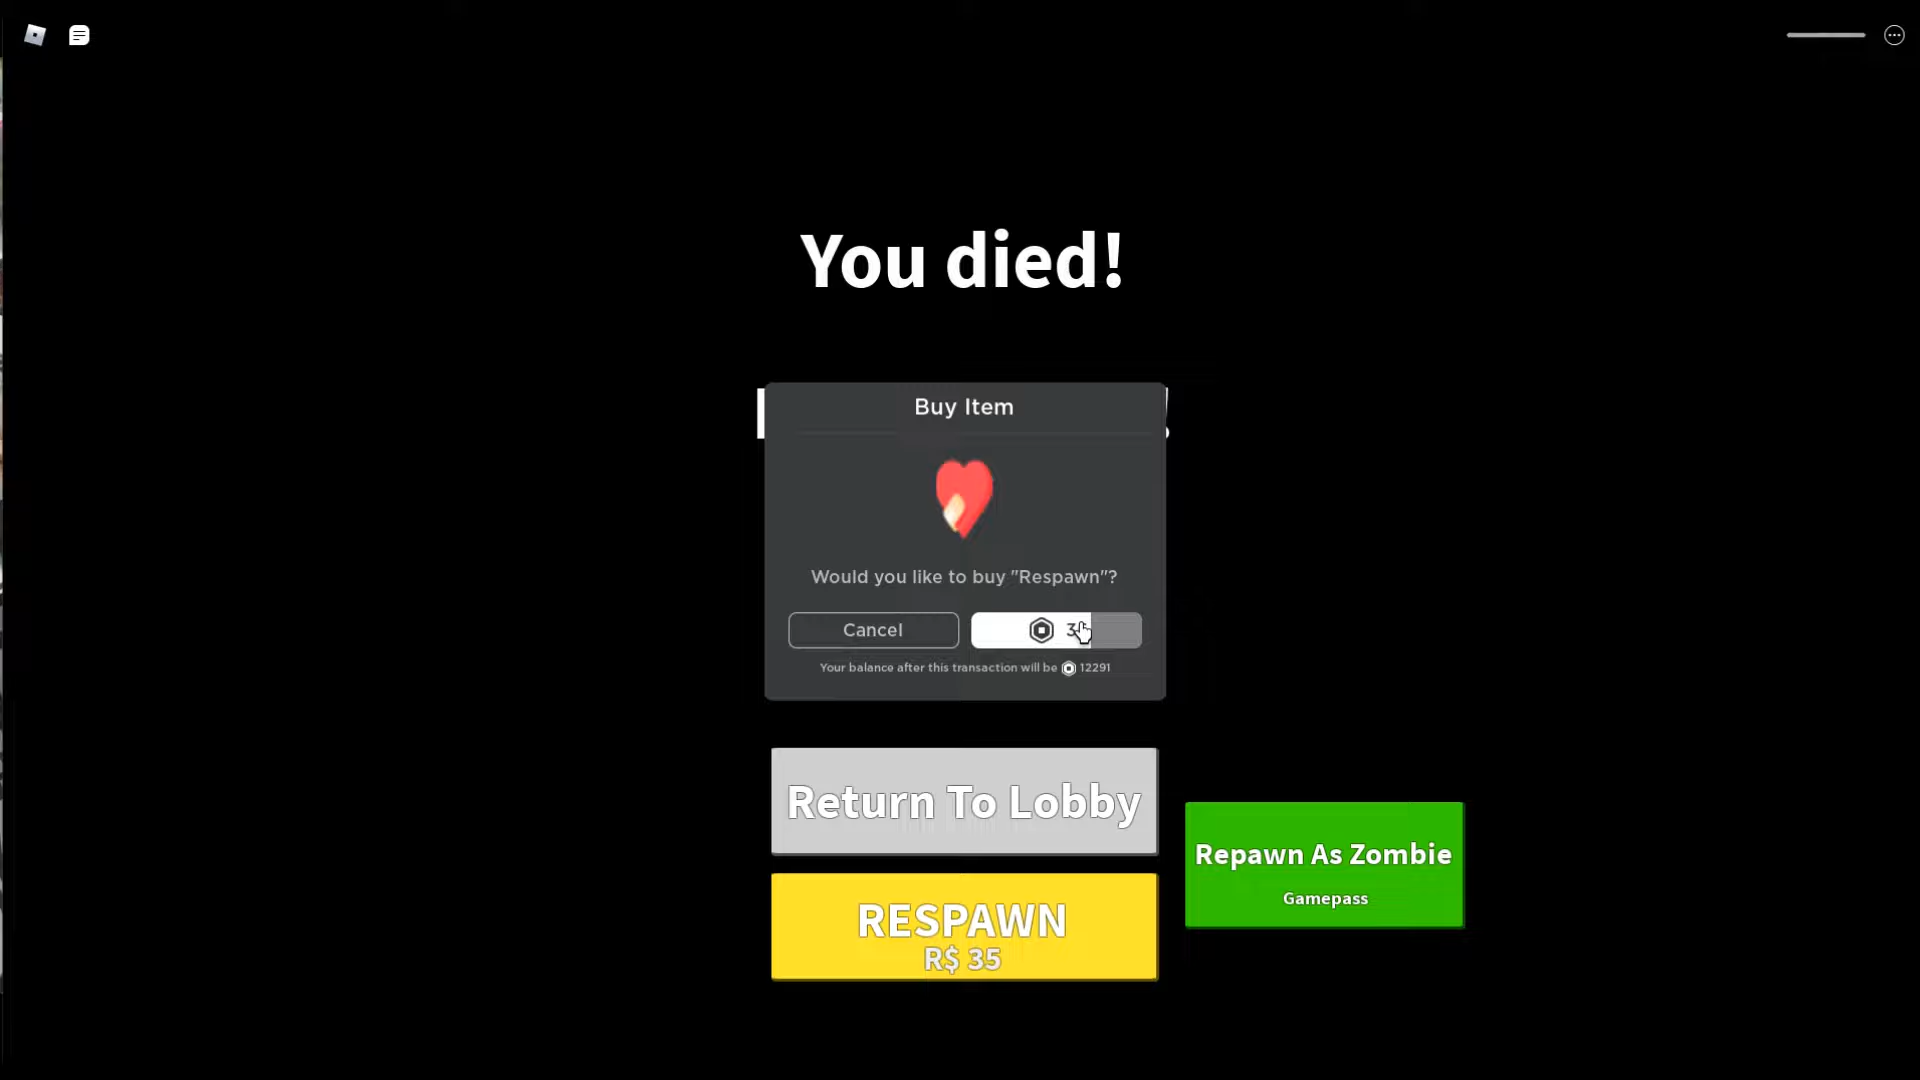 You died!
Buy Item
Would you like to buy "Respawn"?
Cancel
Your balance after this transaction will be 12291
Return To Lobby
RESPAWN
R$ 35
Repawn As Zombie
Gamepass